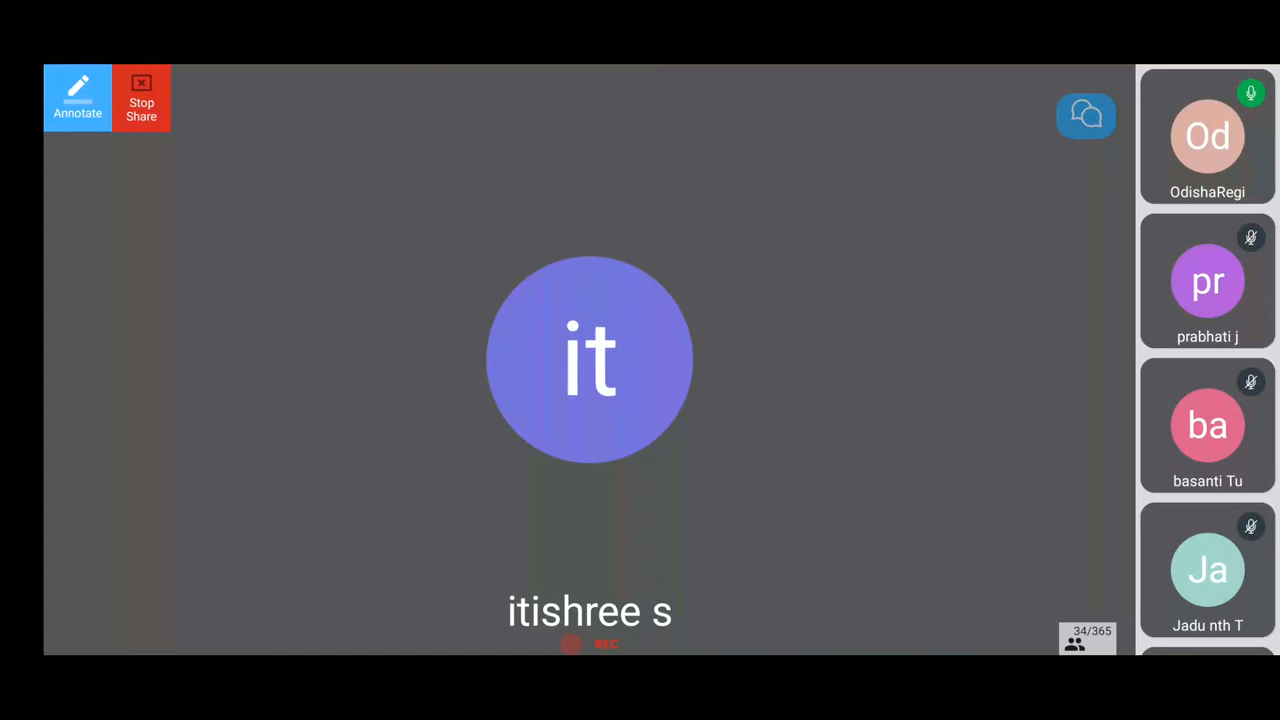 Annotate
Stop
Share
it
itishree s
REC
34/365
Od
OdishaRegi
pr
prabhati j
ba
basanti Tu
Ja
Jadu nth T